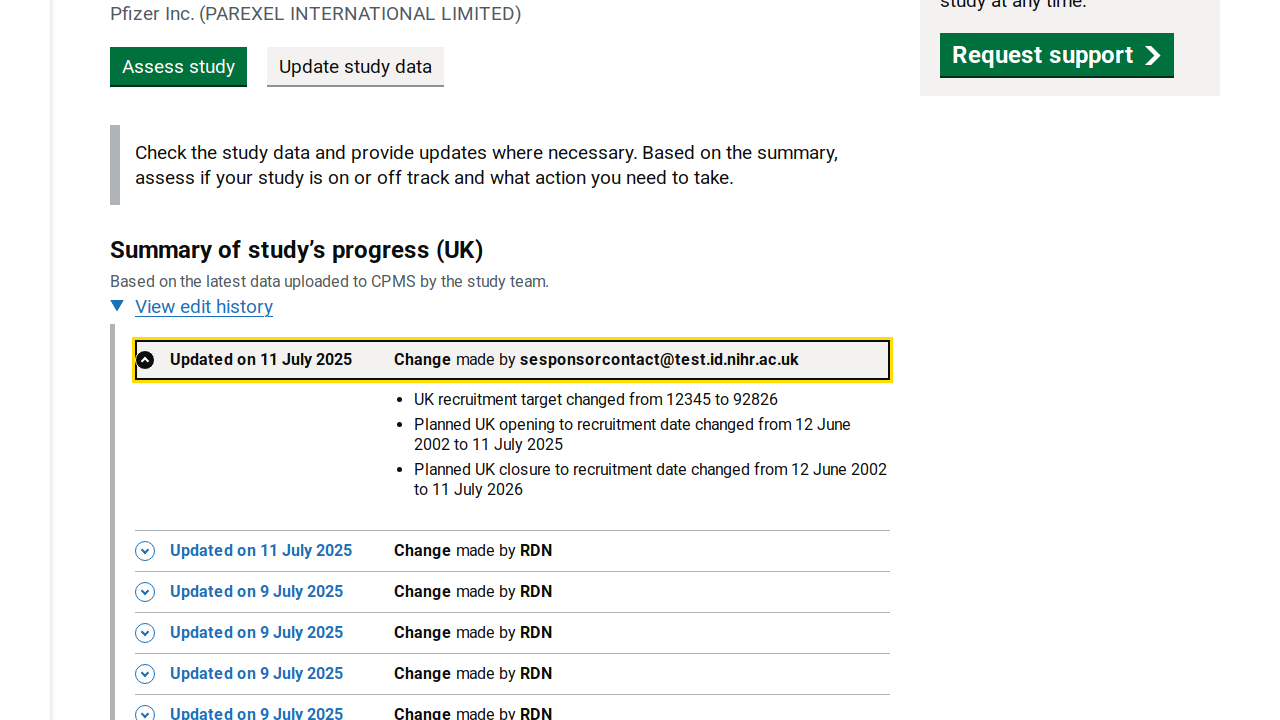 study at any time.
Pfizer Inc. (PAREXEL INTERNATIONAL LIMITED)
Request support
Assess study
Update study data
Check the study data and provide updates where necessary. Based on the summary,
assess if your study is on or off track and what action you need to take.
Summary of study’s progress (UK)
Based on the latest data uploaded to CPMS by the study team.
View edit history
Updated on 11 July 2025 Change made by sesponsorcontact@test.id.nihr.ac.uk
• UK recruitment target changed from 12345 to 92826
• Planned UK opening to recruitment date changed from 12 June
2002 to 11 July 2025
• Planned UK closure to recruitment date changed from 12 June 2002
to 11 July 2026
Updated on 11 July 2025 Change made by RDN
Updated on 9 July 2025 Change made by RDN
Updated on 9 July 2025 Change made by RDN
Updated on 9 July 2025 Change made by RDN
Updated on 9 July 2025 Change made by RDN